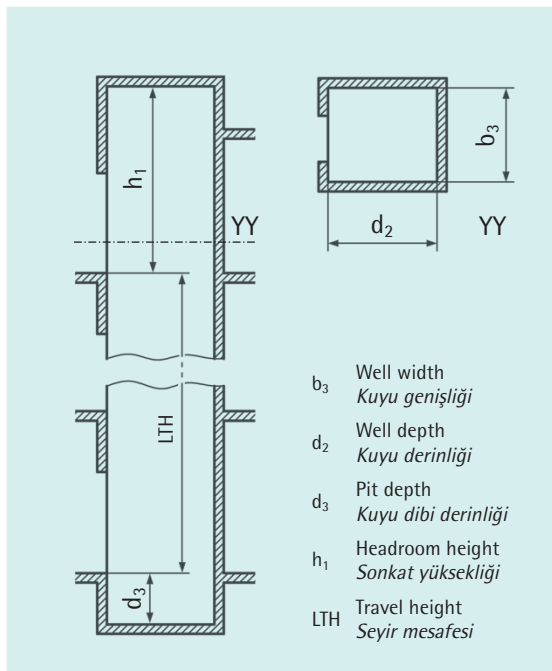 h₁
YY
LTH
d₃
b₃
d₂
YY
b₃ Well width
Kuyu genişliği
d₂ Well depth
Kuyu derinliği
d₃ Pit depth
Kuyu dibi derinliği
h₁ Headroom height
Sonkat yüksekliği
LTH Travel height
Seyir mesafesi